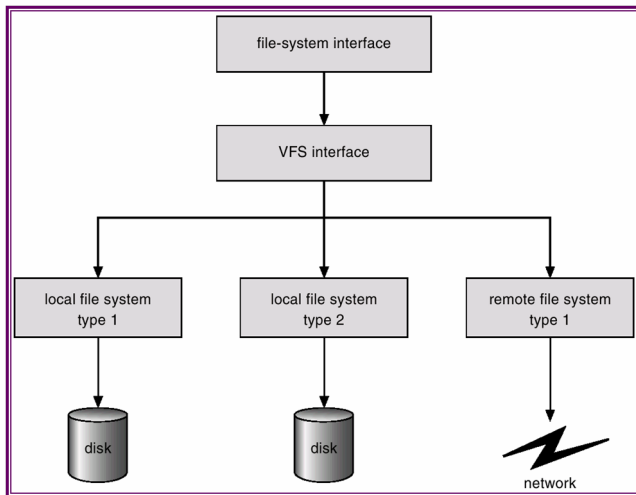 file-system interface
VFS interface
local file system
type 1
local file system
type 2
remote file system
type 1
disk
disk
network